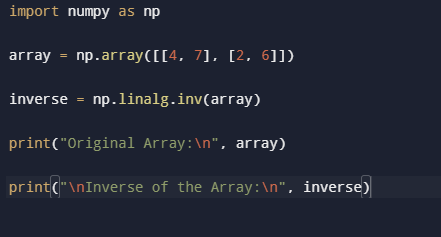 import numpy as np
array = np.array([[4, 7], [2, 6]])
inverse = np.linalg.inv(array)
print("Original Array:\n", array)
print("\nInverse of the Array:\n", inverse)